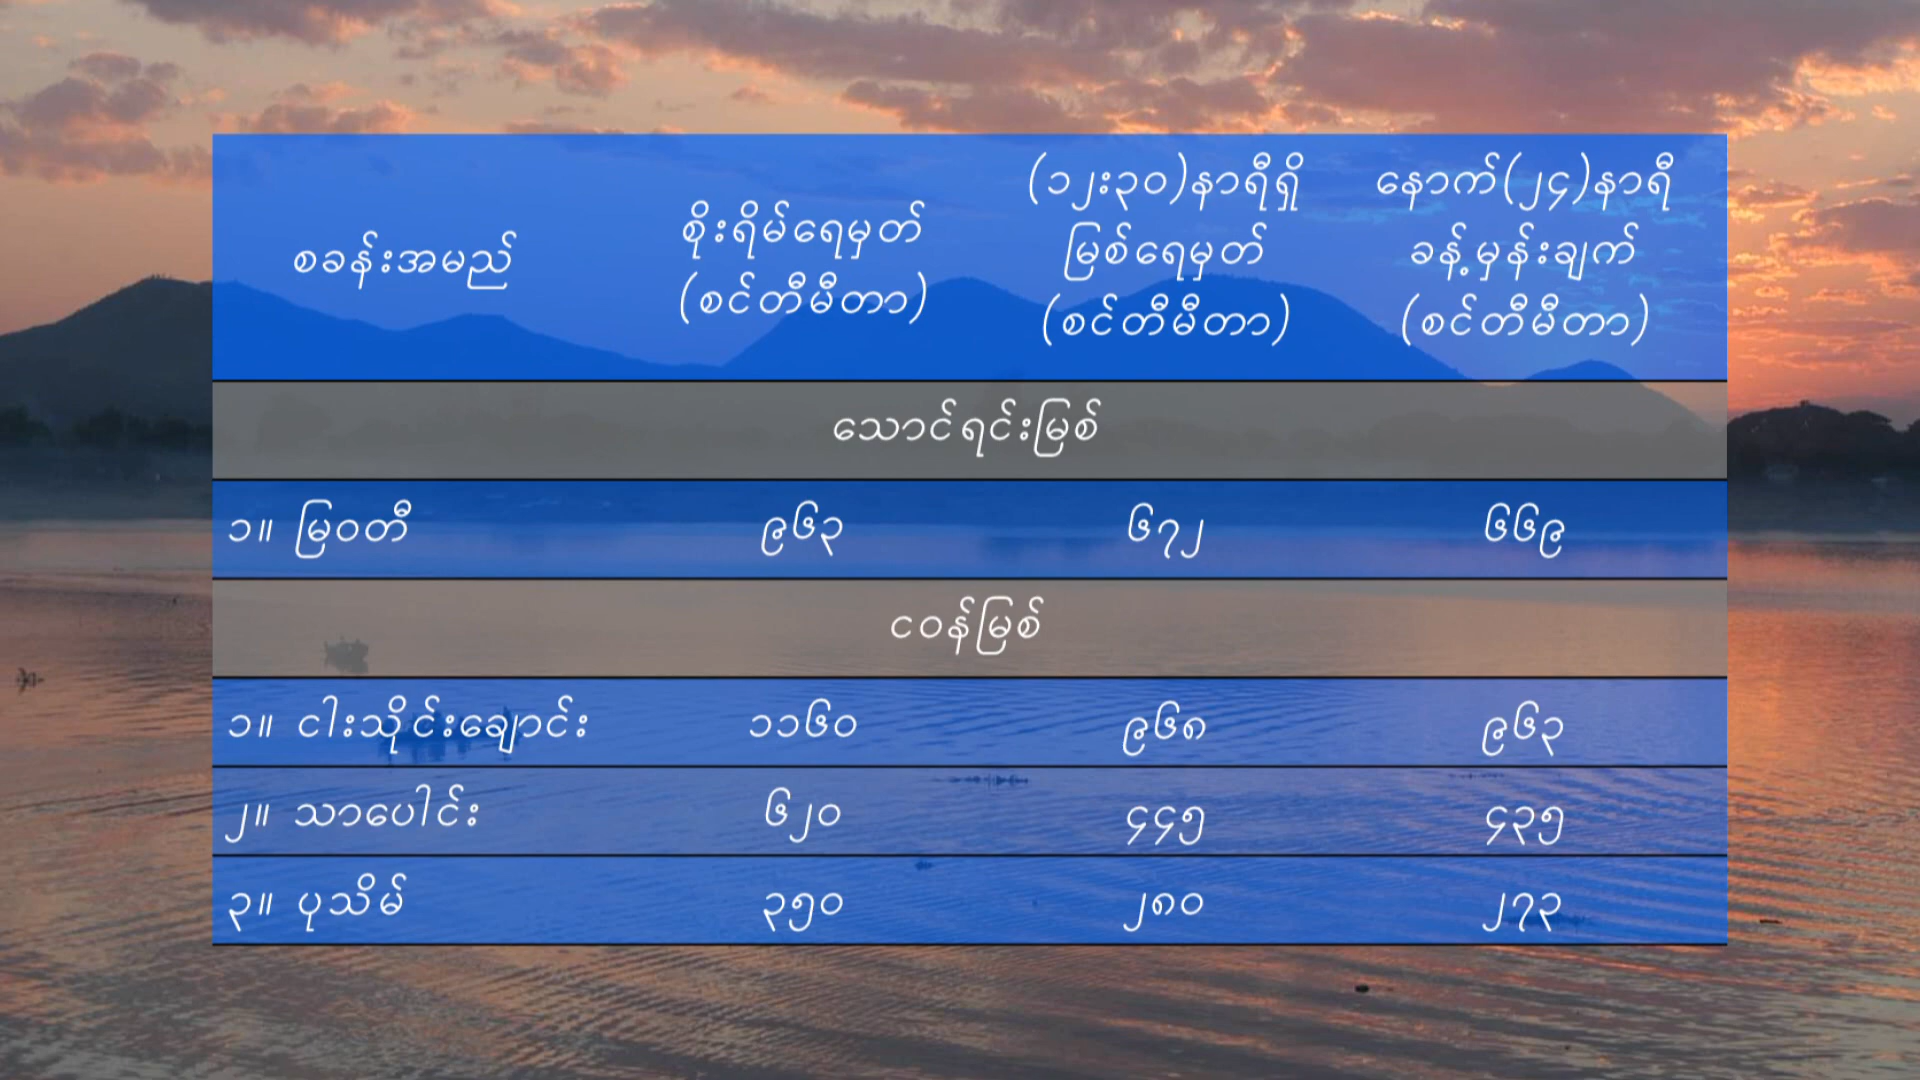 စခန်းအမည်
စိုးရိမ်ရေမှတ်
(စင်တီမီတာ)
(၁၂း၃၀)နာရီရှိ
မြစ်ရေမှတ်
(စင်တီမီတာ)
နောက်(၂၄)နာရီ
ခန့်မှန်းချက်
(စင်တီမီတာ)
သောင်ရင်းမြစ်
၁။ မြဝတီ ၉၆၃ ၆၇၂ ၆၆၉
ငဝန်မြစ်
၁။ ငါးသိုင်းချောင်း ၁၁၆၀ ၉၆၈ ၉၆၃
၂။ သာပေါင်း ၆၂၀ ၄၄၅ ၄၃၅
၃။ ပုသိမ် ၃၅၀ ၂၈၀ ၂၇၃